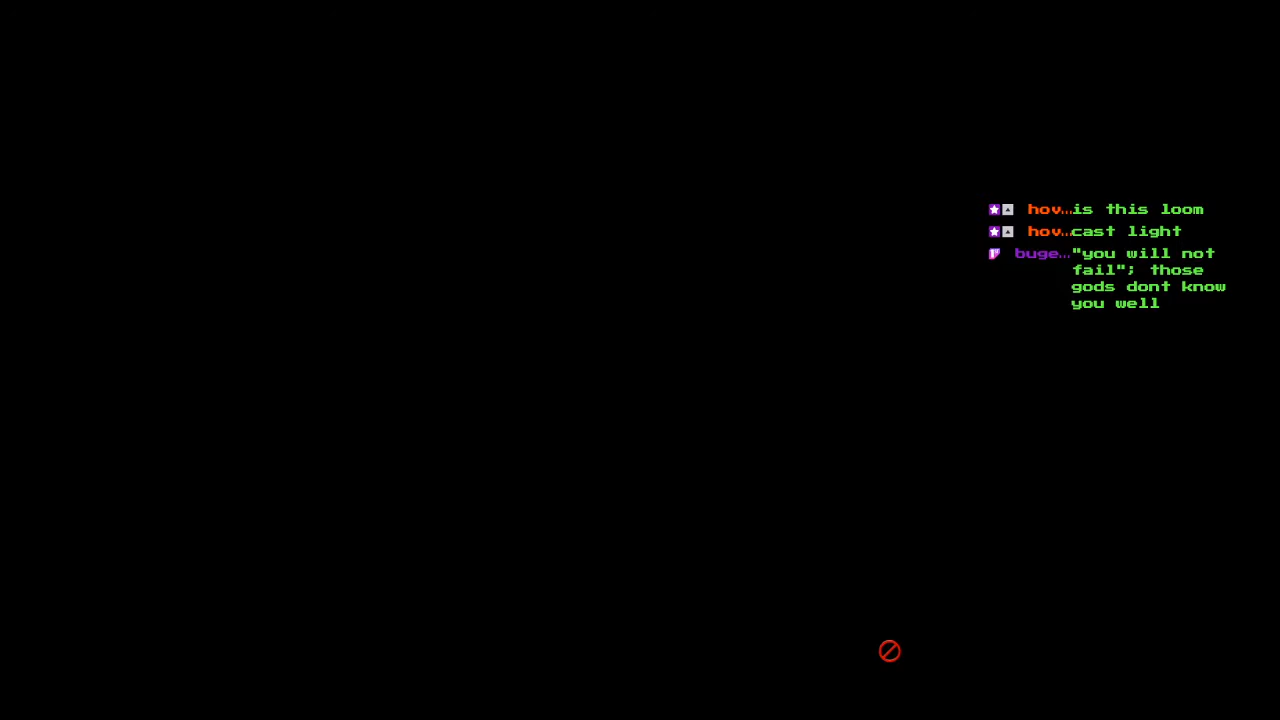 hov...is this loom
hov...cast light
buge..."you will not
fail"; those
gods dont know
you well